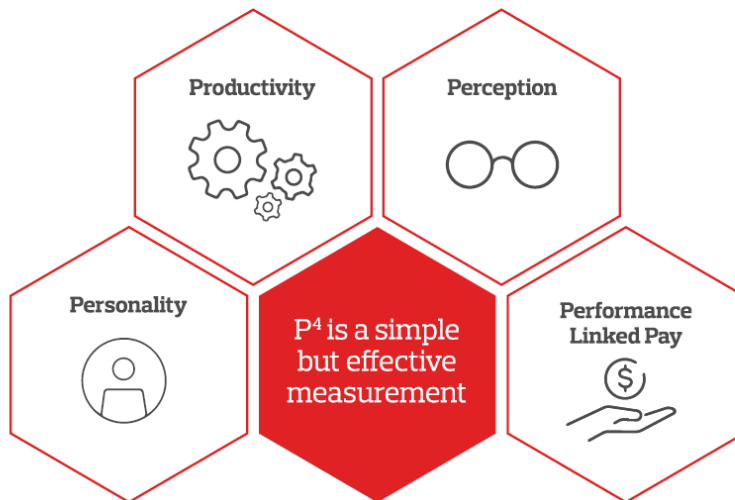 Productivity
Perception
Personality
P⁴ is a simple
but effective
measurement
Performance
Linked Pay
$